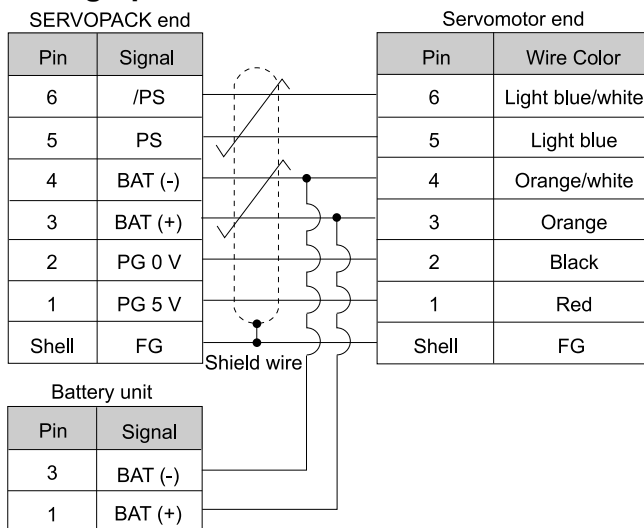 SERVOPACK end
Servomotor end
Pin Signal
Pin Wire Color
6 /PS
6 Light blue/white
5 PS
5 Light blue
4 BAT (-)
4 Orange/white
3 BAT (+)
3 Orange
2 PG 0 V
2 Black
1 PG 5 V
1 Red
Shell FG
Shell FG
Shield wire
Battery unit
Pin Signal
3 BAT (-)
1 BAT (+)